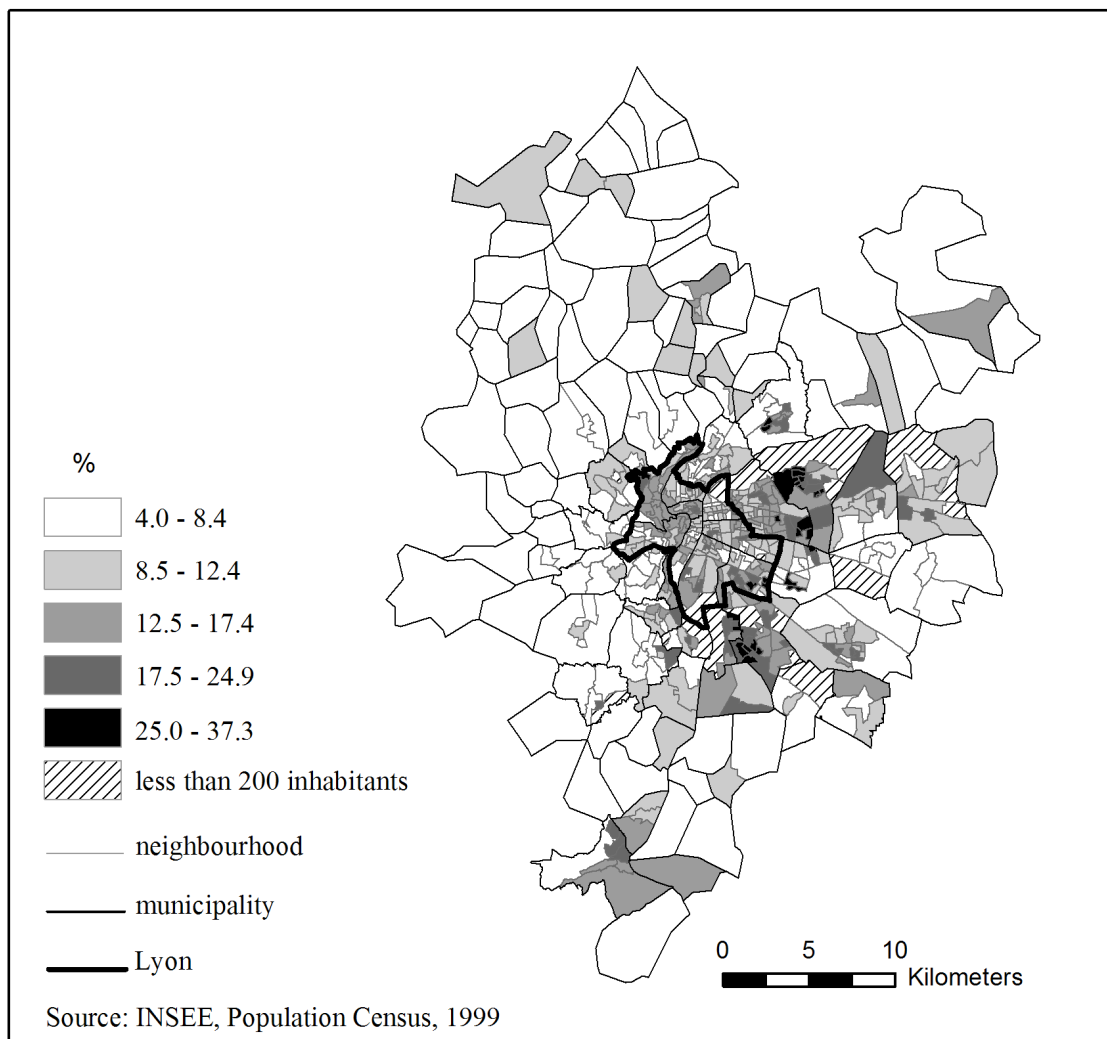 %
4.0 - 8.4
8.5 - 12.4
12.5 - 17.4
17.5 - 24.9
25.0 - 37.3
less than 200 inhabitants
neighbourhood
municipality
Lyon
0 5 10
Kilometers
Source: INSEE, Population Census, 1999